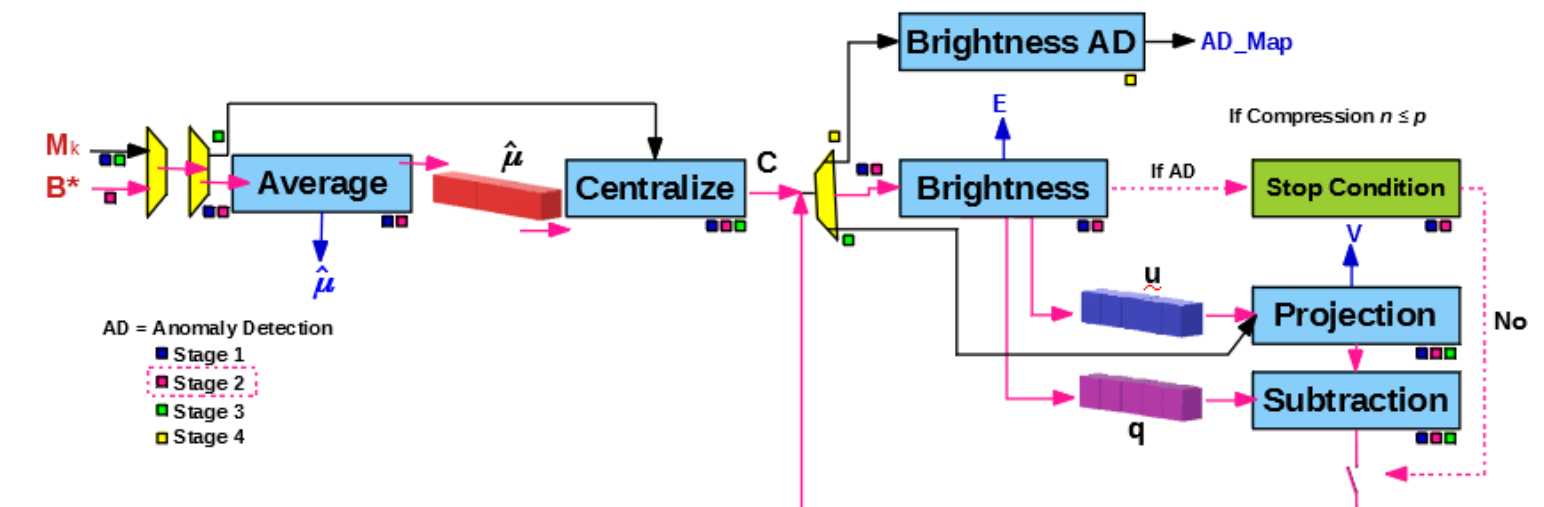 Brightness AD
AD_Map
E
If Compression n ≤ p
Mk
B*
Average
μ̂
Centralize
C
Brightness
If AD
Stop Condition
V
μ̂
u
Projection
No
AD = Anomaly Detection
Stage 1
Stage 2
Stage 3
Stage 4
q
Subtraction